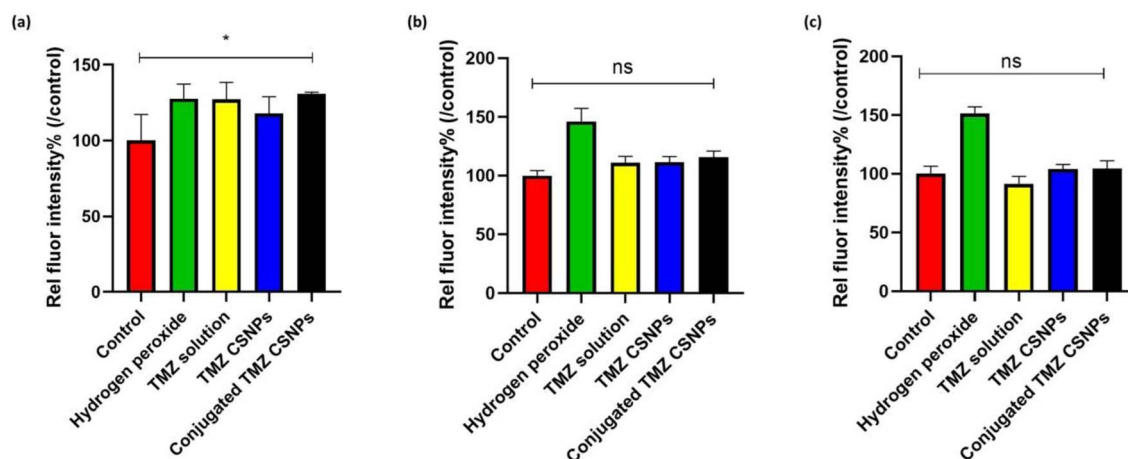 (a)
*
Rel fluor intensity% (/control)
150
100
50
0
Control
Hydrogen peroxide
TMZ solution
TMZ CSNPs
Conjugated TMZ CSNPs
(b)
ns
Rel fluor intensity% (/control)
200
150
100
50
0
Control
Hydrogen peroxide
TMZ solution
TMZ CSNPs
Conjugated TMZ CSNPs
(c)
ns
Rel fluor intensity% (/control)
200
150
100
50
0
Control
Hydrogen peroxide
TMZ solution
TMZ CSNPs
Conjugated TMZ CSNPs